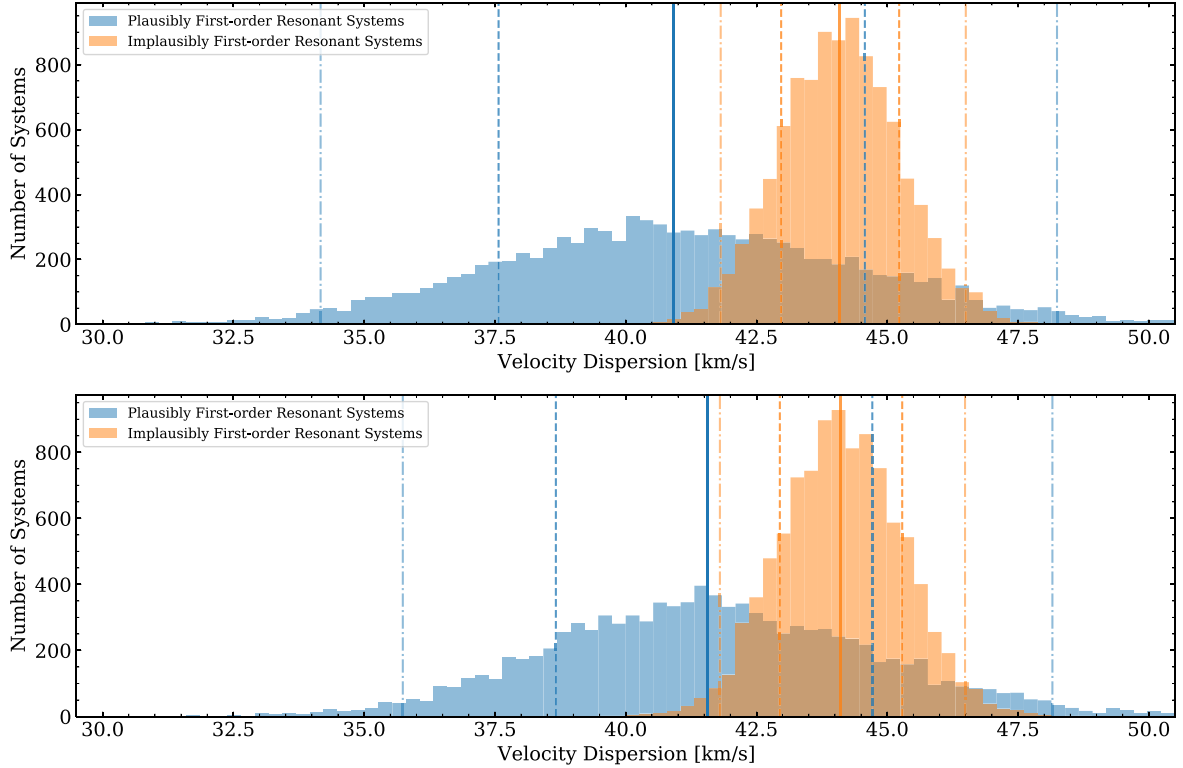 Plausibly First-order Resonant Systems
Implausibly First-order Resonant Systems
Number of Systems
800
600
400
200
0
30.0 32.5 35.0 37.5 40.0 42.5 45.0 47.5 50.0
Velocity Dispersion [km/s]
Plausibly First-order Resonant Systems
Implausibly First-order Resonant Systems
Number of Systems
800
600
400
200
0
30.0 32.5 35.0 37.5 40.0 42.5 45.0 47.5 50.0
Velocity Dispersion [km/s]